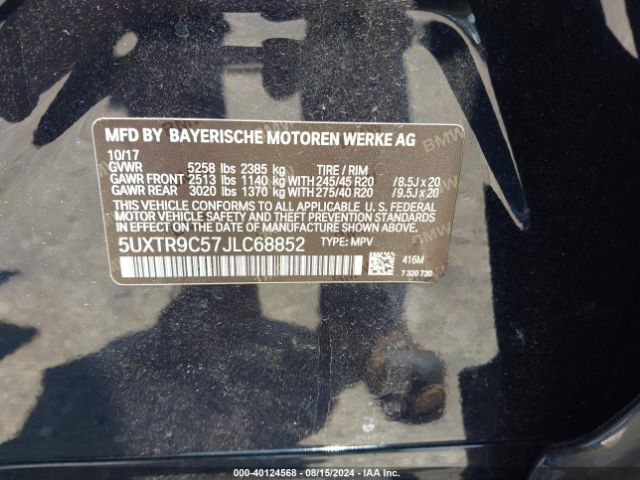 MFD BY BAYERISCHE MOTOREN WERKE AG
10/17
GVWR 5258 lbs 2385 kg TIRE / RIM
GAWR FRONT 2513 lbs 1140 kg WITH 245/45 R20 / 8.5J x 20
GAWR REAR 3020 lbs 1370 kg WITH 275/40 R20 / 9.5J x 20
THIS VEHICLE CONFORMS TO ALL APPLICABLE U. S. FEDERAL
MOTOR VEHICLE SAFETY, BUMPER, AND THEFT PREVENTION
STANDARDS IN EFFECT ON THE DATE OF MANUFACTURE SHOWN ABOVE.
5UXTR9C57JLC68852 TYPE: MPV
416M
7 320 730
000-40124568 - 08/15/2024 - IAA Inc.